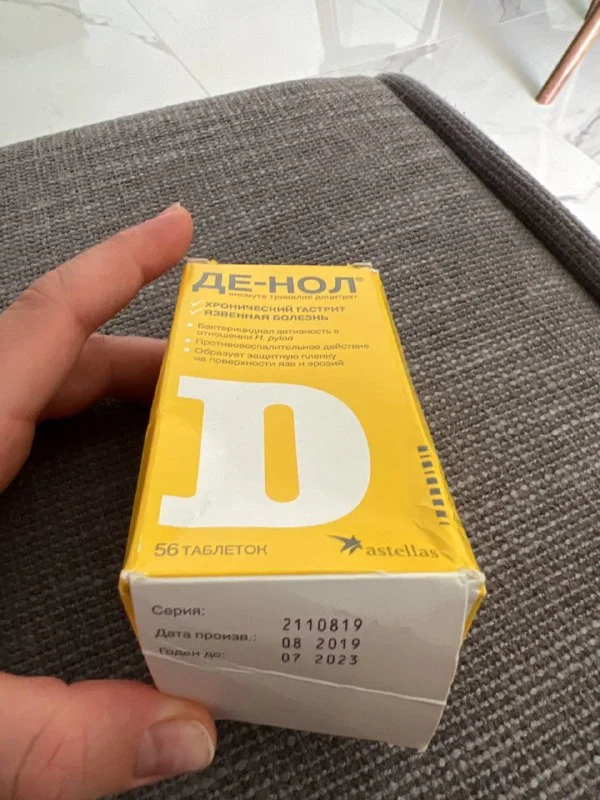 ДЕ-НОЛ®
висмута трикалия дицитрат
ХРОНИЧЕСКИЙ ГАСТРИТ
ЯЗВЕННАЯ БОЛЕЗНЬ
Бактерицидная активность в
отношении H. pylori
Противовоспалительное действие
Образует защитную пленку
на поверхности язв и эрозий
D
56 ТАБЛЕТОК
astellas
Серия: 2110819
Дата произв.: 08 2019
Годен до: 07 2023